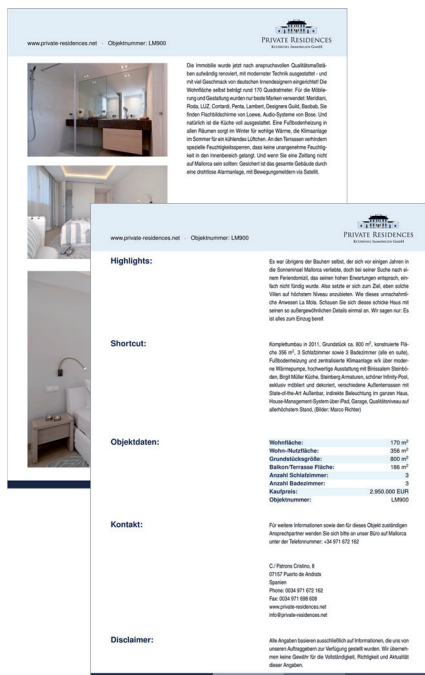 www.private-residences.net · Objektnummer: LM900
PRIVATE RESIDENCES
KÜHNEL IMMOBILIEN GMBH
Die Immobilie wurde jetzt nach anspruchsvollen Qualitätsmaßstä-
ben aufwändig renoviert, mit modernster Technik ausgestattet - und
mit viel Geschmack von deutschen Innendesignern eingerichtet! Die
Wohnfläche selbst beträgt rund 170 Quadratmeter. Für die Möblie-
rung und Gestaltung wurden nur beste Marken verwendet: Meridiani,
Roda, LUZ, Contardi, Penta, Lambert, Designers Guild, Baobab, Sie
finden Flachbildschirme von Loewe, Audio-Systeme von Bose. Und
natürlich ist die Küche voll ausgestattet. Eine Fußbodenheizung in
allen Räumen sorgt im Winter für wohlige Wärme, die Klimaanlage
im Sommer für ein kühlendes Lüftchen. An den Terrassen verhindern
spezielle Feuchtigkeitssperren, dass keine unangenehme Feuchtig-
keit in den Innenbereich gelangt. Und wenn Sie eine Zeitlang nicht
auf Mallorca sein sollten: Gesichert ist das gesamte Gebäude durch
eine drahtlose Alarmanlage, mit Bewegungsmeldern via Satellit.
www.private-residences.net · Objektnummer: LM900
PRIVATE RESIDENCES
Highlights:
Es war übrigens der Bauherr selbst, der sich vor einigen Jahren in
die Sonneninsel Mallorca verliebte, doch bei seiner Suche nach ei-
nem Feriendomizil, das seinen hohen Erwartungen entsprach, ein-
fach nicht fündig wurde. Also setzte er sich zum Ziel, eben solche
Villen auf höchstem Niveau anzubieten. Wie dieses unnachahmli-
che Anwesen La Mola. Schauen Sie sich dieses schicke Haus mit
seinen so außergewöhnlichen Details einmal an. Wir sagen nur: Es
ist alles zum Einzug bereit
Shortcut:
Komplettumbau in 2011, Grundstück ca. 800 m², konstruierte Flä-
che 356 m², 3 Schlafzimmer sowie 3 Badezimmer (alle en suite),
Fußbodenheizung und zentralisierte Klimaanlage w/k über moder-
ne Wärmepumpe, hochwertige Ausstattung mit Binissalem Steinbö-
den, Birgit Müller Küche, Steinberg Armaturen, schöner Infinity-Pool,
exklusiv möbliert und dekoriert, verschiedene Außenterrassen mit
State-of-the-Art Außenbar, indirekte Beleuchtung im ganzen Haus,
House-Management-System über iPad, Garage, Qualitätsniveau auf
allerhöchstem Stand, (Bilder: Marco Richter)
Objektdaten:
Wohnfläche: 170 m²
Wohn-/Nutzfläche: 356 m²
Grundstücksgröße: 800 m²
Balkon/Terrasse Fläche: 186 m²
Anzahl Schlafzimmer: 3
Anzahl Badezimmer: 3
Kaufpreis: 2.950.000 EUR
Objektnummer: LM900
Kontakt:
Für weitere Informationen sowie den für dieses Objekt zuständigen
Ansprechpartner wenden Sie sich bitte an unser Büro auf Mallorca
unter der Telefonnummer: +34 971 672 162
C./ Patrons Cristino, 8
07157 Puerto de Andratx
Spanien
Phone: 0034 971 672 162
Fax: 0034 971 698 608
www.private-residences.net
info@private-residences.net
Disclaimer:
Alle Angaben basieren ausschließlich auf Informationen, die uns von
unseren Auftraggebern zur Verfügung gestellt wurden. Wir überneh-
men keine Gewähr für die Vollständigkeit, Richtigkeit und Aktualität
dieser Angaben.